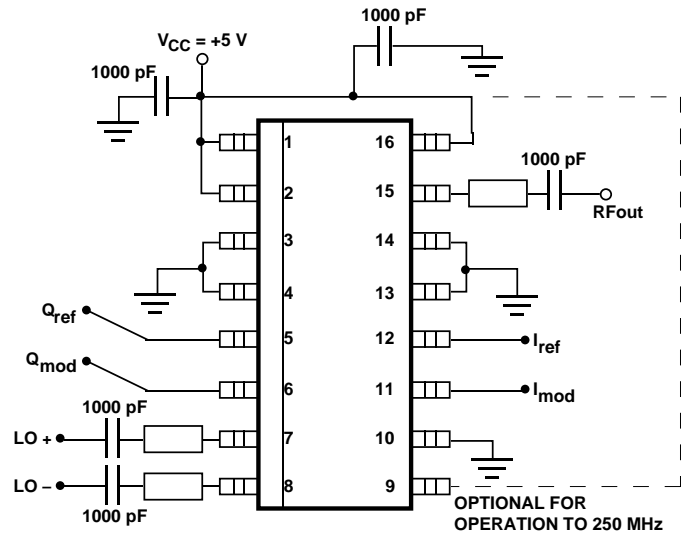 1000 pF
V_CC = +5 V
1000 pF
1
16
1000 pF
2
15
RFout
3
14
4
13
Q_ref
5
12
I_ref
Q_mod
6
11
I_mod
1000 pF
LO +
7
10
LO –
8
9
1000 pF
OPTIONAL FOR
OPERATION TO 250 MHz